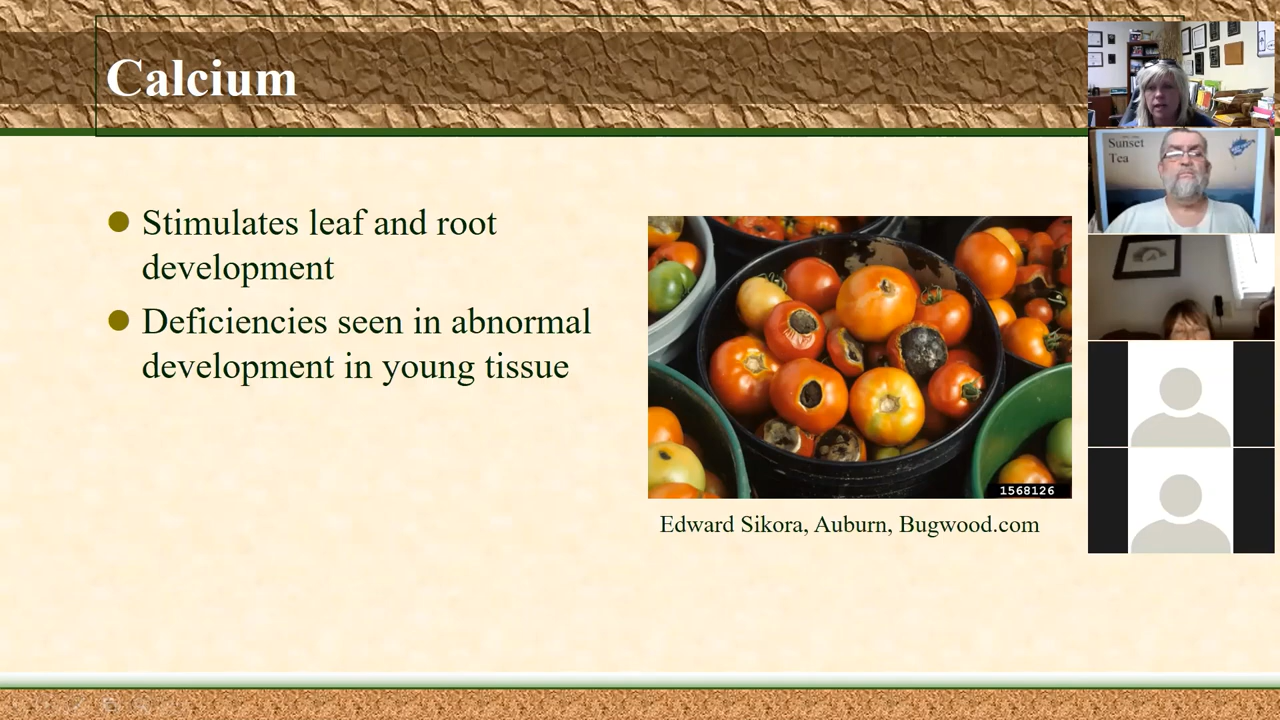 Calcium
Stimulates leaf and root
development
Deficiencies seen in abnormal
development in young tissue
1568126
Edward Sikora, Auburn, Bugwood.com
Sunset
Tea